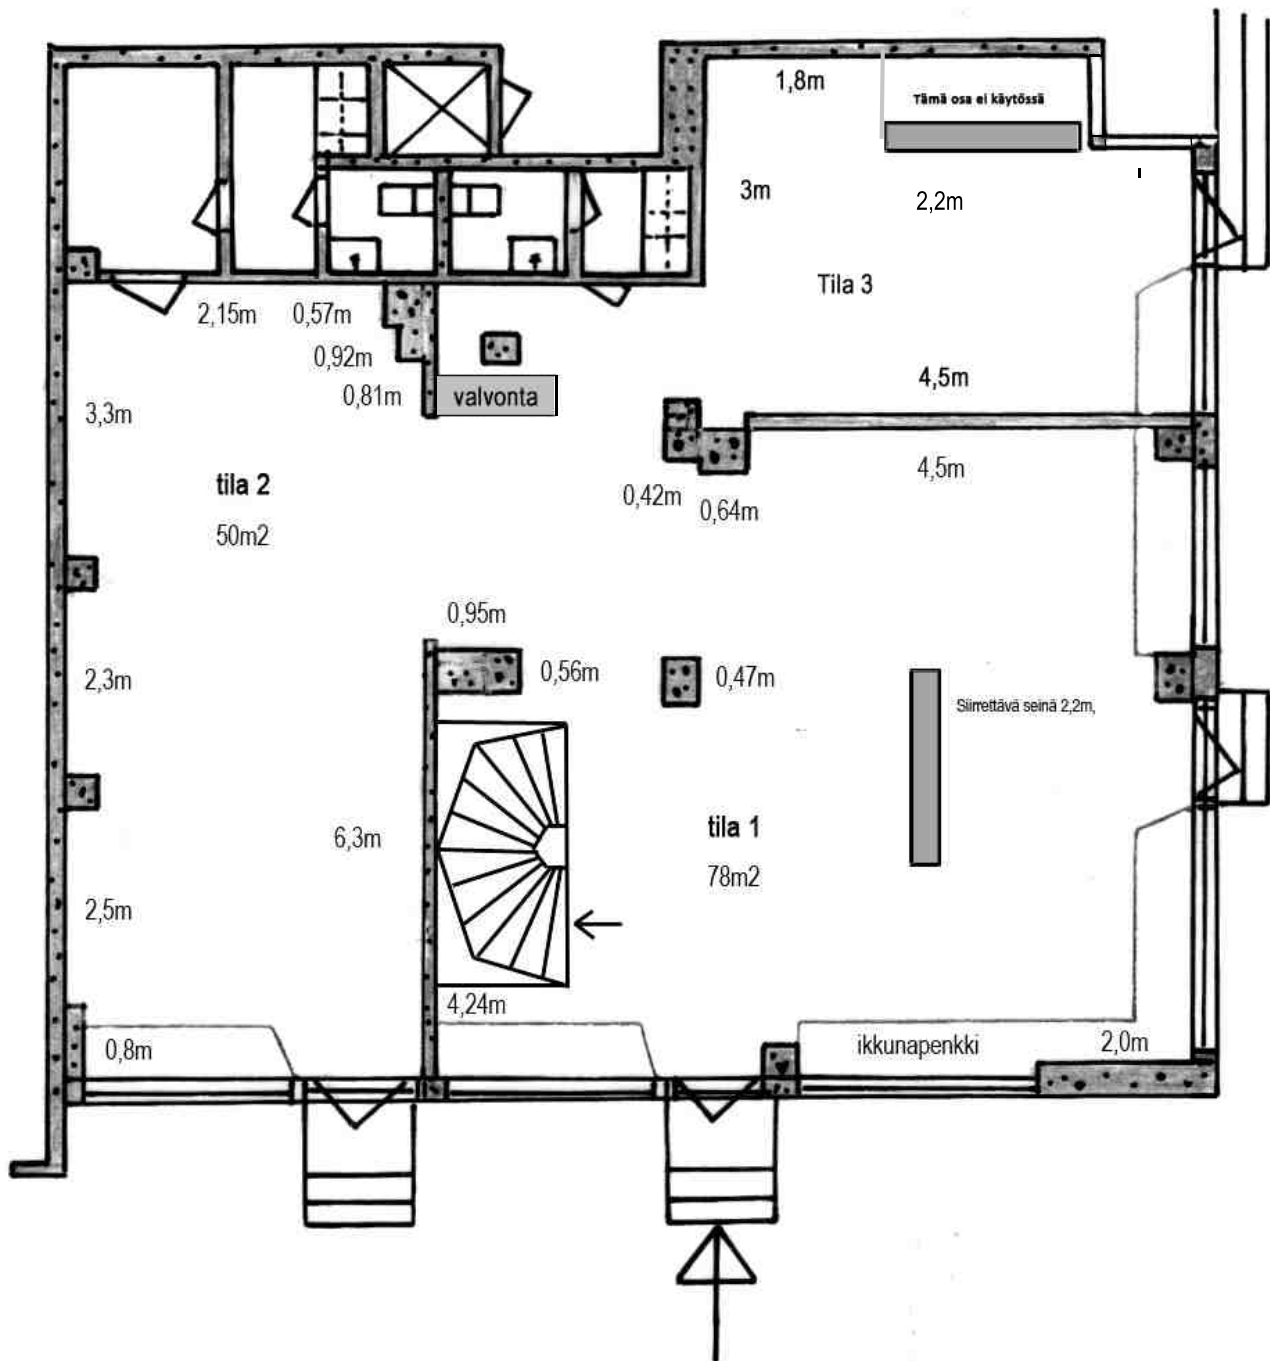 1,8m
Tämä osa ei käytössä
3m
2,2m
Tila 3
2,15m
0,57m
0,92m
0,81m
valvonta
4,5m
3,3m
4,5m
tila 2
50m2
0,42m
0,64m
0,95m
0,56m
0,47m
2,3m
Siirrettävä seinä 2,2m,
6,3m
tila 1
78m2
2,5m
4,24m
0,8m
ikkunapenkki
2,0m